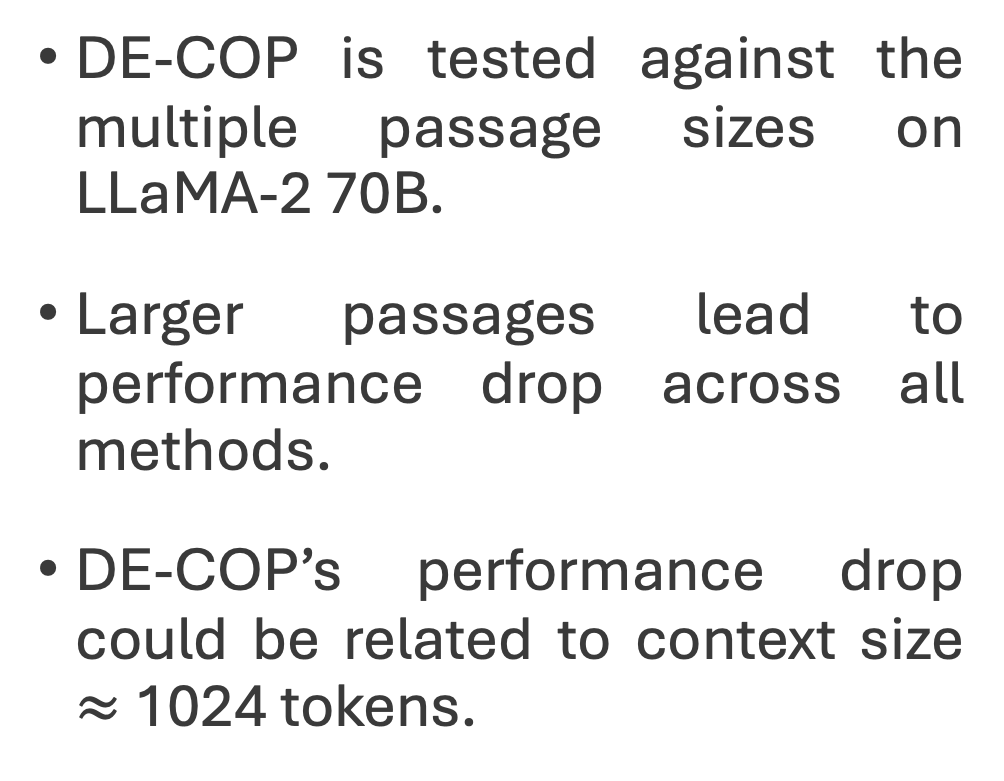 • DE-COP is tested against the
multiple passage sizes on
LLaMA-2 70B.
• Larger passages lead to
performance drop across all
methods.
• DE-COP’s performance drop
could be related to context size
≈ 1024 tokens.